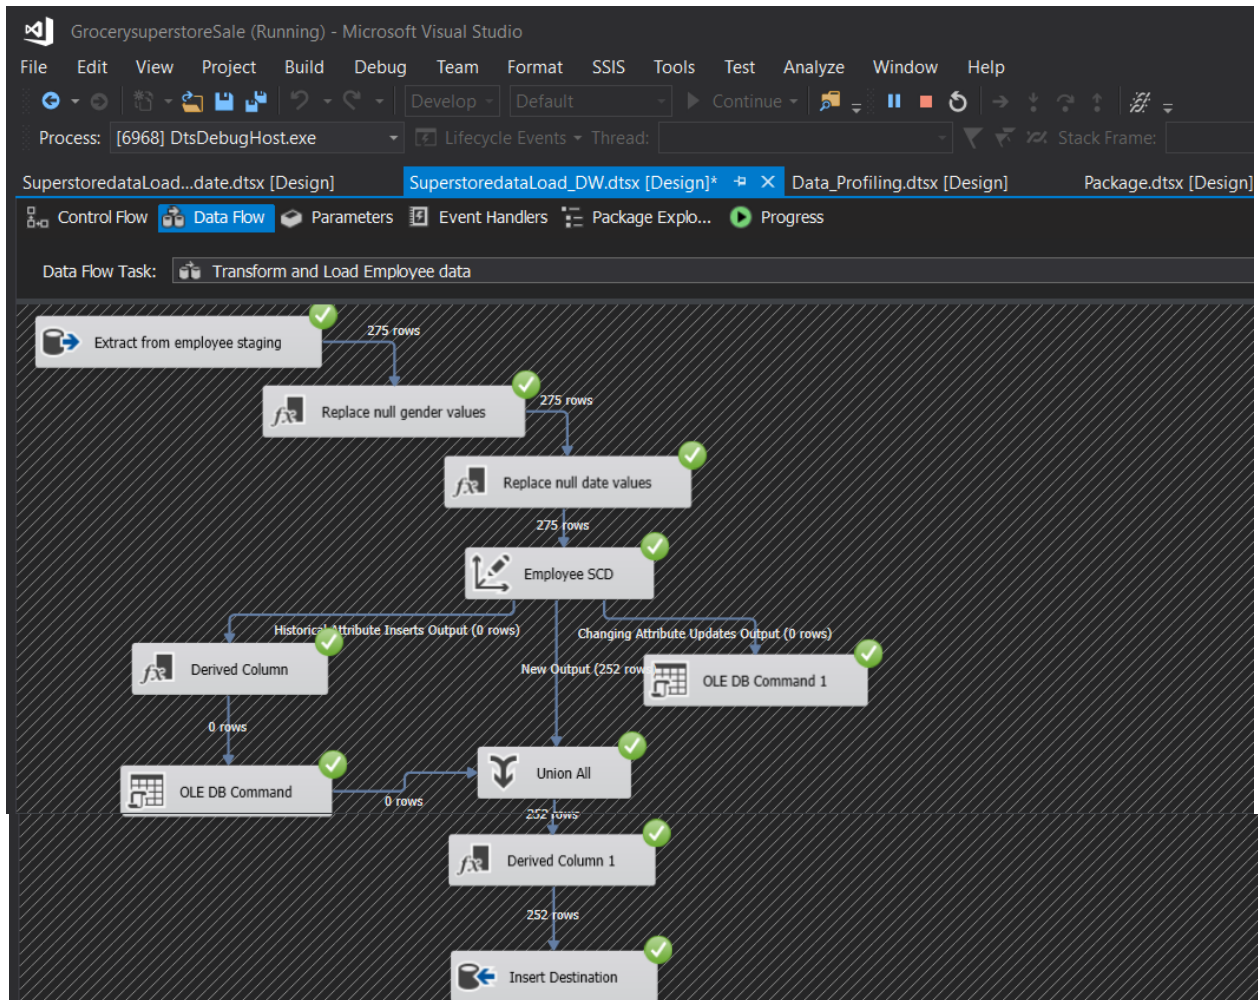 GrocerysuperstoreSale (Running) - Microsoft Visual Studio
File Edit View Project Build Debug Team Format SSIS Tools Test Analyze Window Help
Develop Default Continue
Process: [6968] DtsDebugHost.exe Lifecycle Events Thread: Stack Frame:
SuperstoredataLoad...date.dtsx [Design] SuperstoredataLoad_DW.dtsx [Design]* Data_Profiling.dtsx [Design] Package.dtsx [Design]
Control Flow Data Flow Parameters Event Handlers Package Explo... Progress
Data Flow Task: Transform and Load Employee data
275 rows
Extract from employee staging
275 rows
Replace null gender values
Replace null date values
275 rows
Employee SCD
Historical Attribute Inserts Output (0 rows)
Changing Attribute Updates Output (0 rows)
New Output (252 row
Derived Column
OLE DB Command 1
0 rows
Union All
OLE DB Command
0 rows
252 rows
Derived Column 1
252 rows
Insert Destination